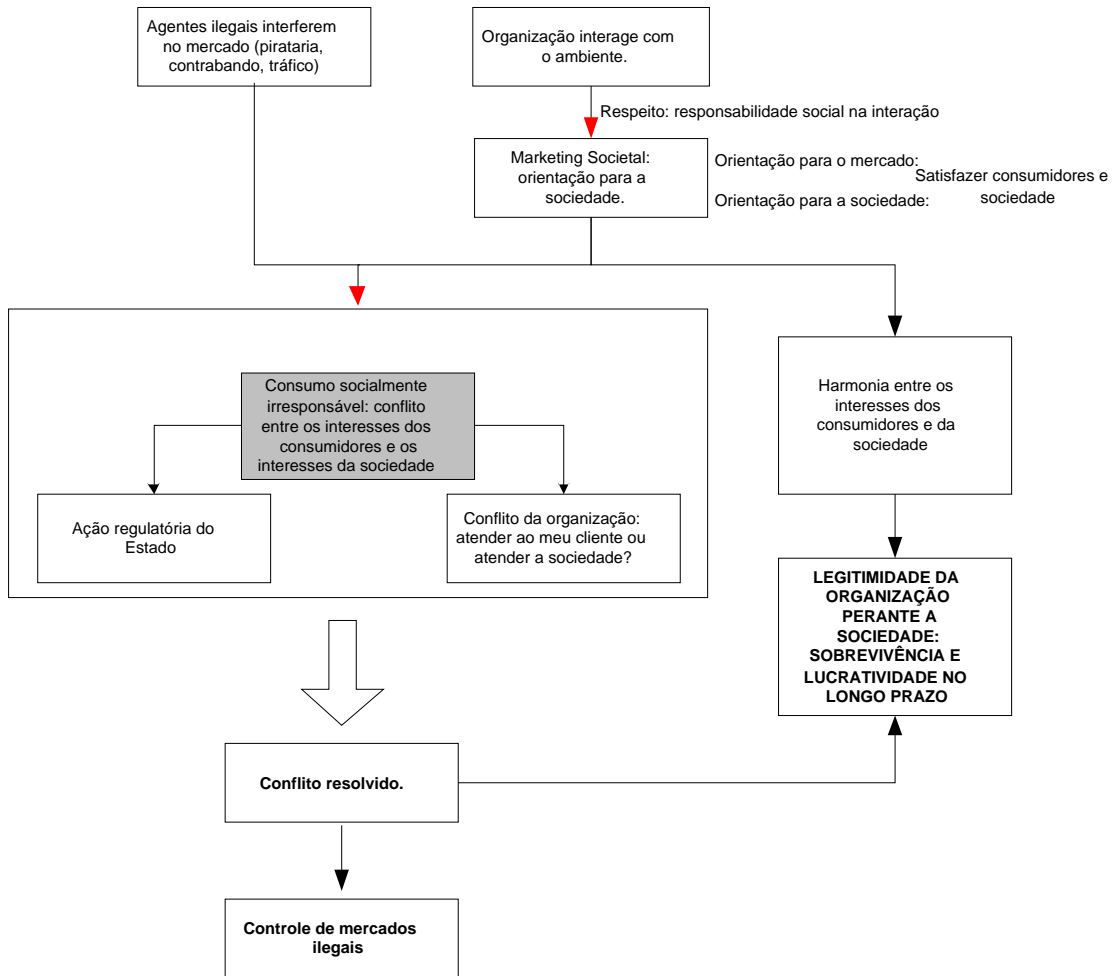 Agentes ilegais interferem
no mercado (pirataria,
contrabando, tráfico)
Organização interage com
o ambiente.
Respeito: responsabilidade social na interação
Marketing Societal:
orientação para a
sociedade.
Orientação para o mercado:
Orientação para a sociedade:
Satisfazer consumidores e
sociedade
Consumo socialmente
irresponsável: conflito
entre os interesses dos
consumidores e os
interesses da sociedade
Ação regulatória do
Estado
Conflito da organização:
atender ao meu cliente ou
atender a sociedade?
Harmonia entre os
interesses dos
consumidores e da
sociedade
LEGITIMIDADE DA
ORGANIZAÇÃO
PERANTE A
SOCIEDADE:
SOBREVIVÊNCIA E
LUCRATIVIDADE NO
LONGO PRAZO
Conflito resolvido.
Controle de mercados
ilegais